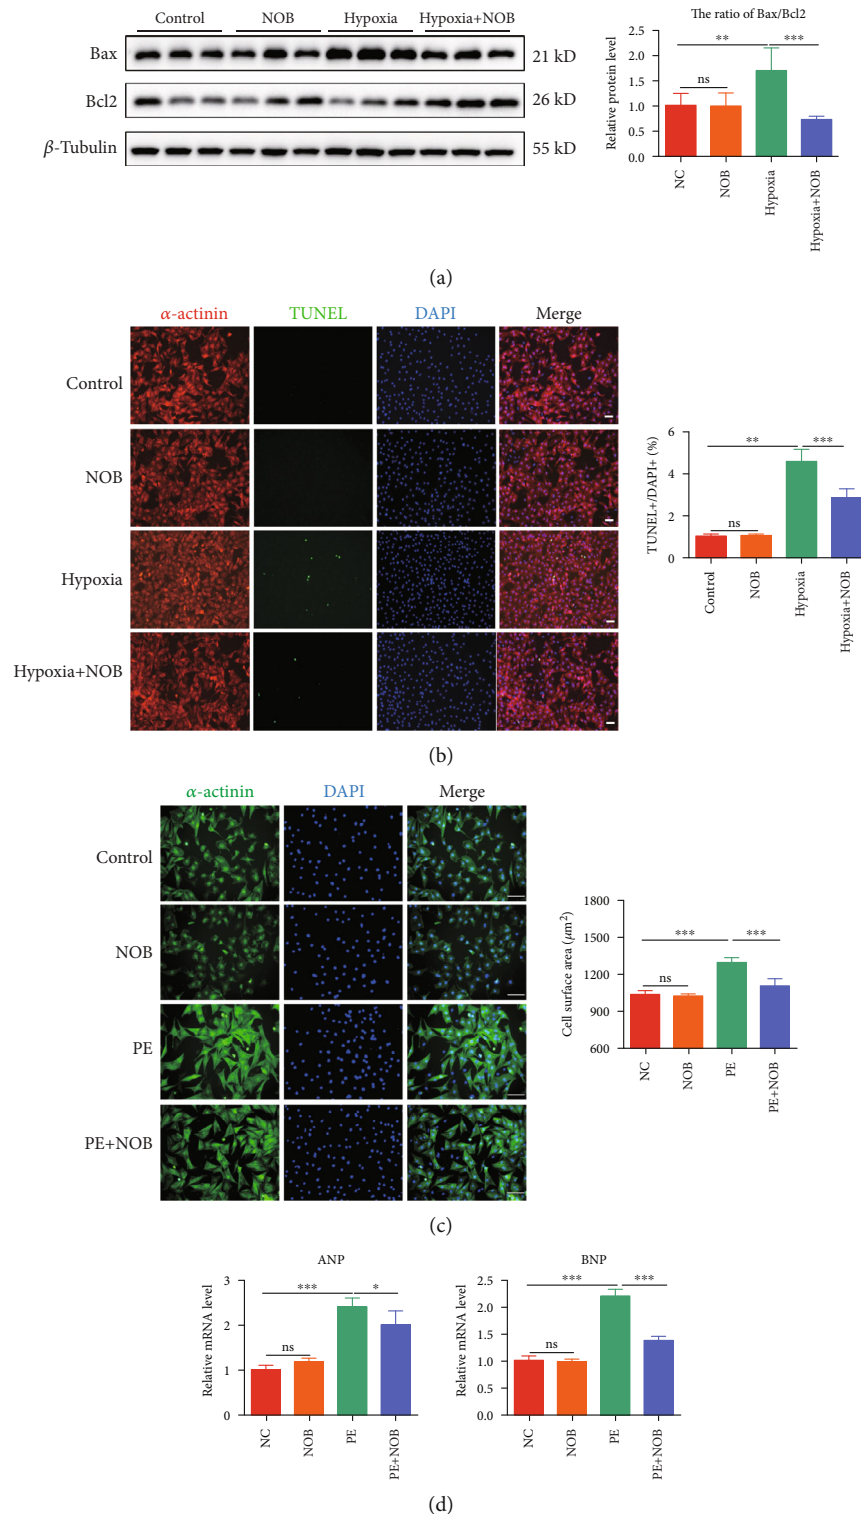 Control NOB Hypoxia Hypoxia+NOB
Bax 21 kD
Bcl2 26 kD
β-Tubulin 55 kD
The ratio of Bax/Bcl2
Relative protein level
2.5
2.0
1.5
1.0
0.5
0.0
** ***
ns
NC NOB Hypoxia Hypoxia+NOB
(a)
α-actinin TUNEL DAPI Merge
Control
NOB
Hypoxia
Hypoxia+NOB
TUNEL+/DAPI+ (%)
6
4
2
0
** ***
ns
Control NOB Hypoxia Hypoxia+NOB
(b)
α-actinin DAPI Merge
Control
NOB
PE
PE+NOB
Cell surface area (μm²)
1800
1500
1200
900
600
*** ***
ns
NC NOB PE PE+NOB
(c)
ANP
Relative mRNA level
3
2
1
0
*** *
ns
NC NOB PE PE+NOB
BNP
Relative mRNA level
2.5
2.0
1.5
1.0
0.5
0.0
*** ***
ns
NC NOB PE PE+NOB
(d)